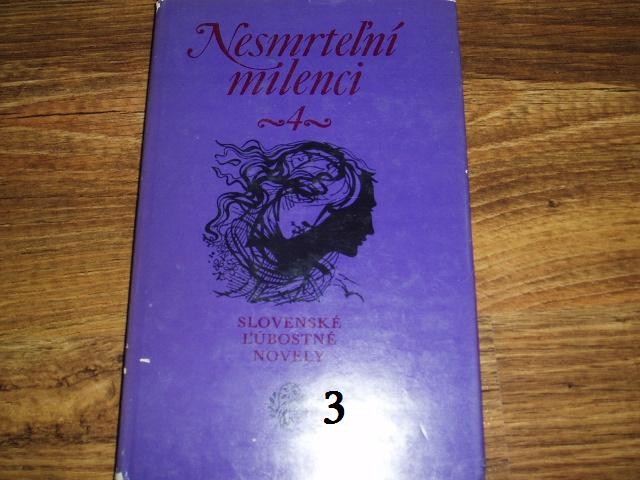 Nesmrteľní
milenci
~4~
SLOVENSKÉ
ĽÚBOSTNÉ
NOVELY
3